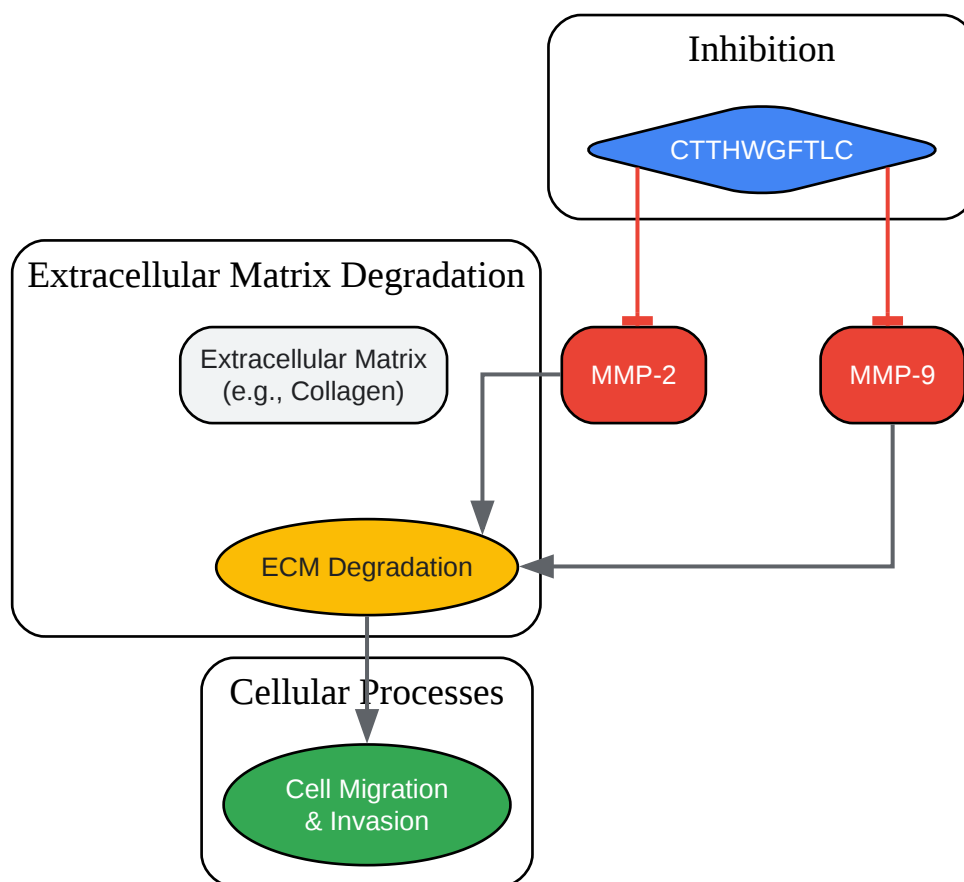 Inhibition
CTTHWGFTLC
Extracellular Matrix Degradation
Extracellular Matrix
(e.g., Collagen)
MMP-2
MMP-9
ECM Degradation
Cellular Processes
Cell Migration
& Invasion